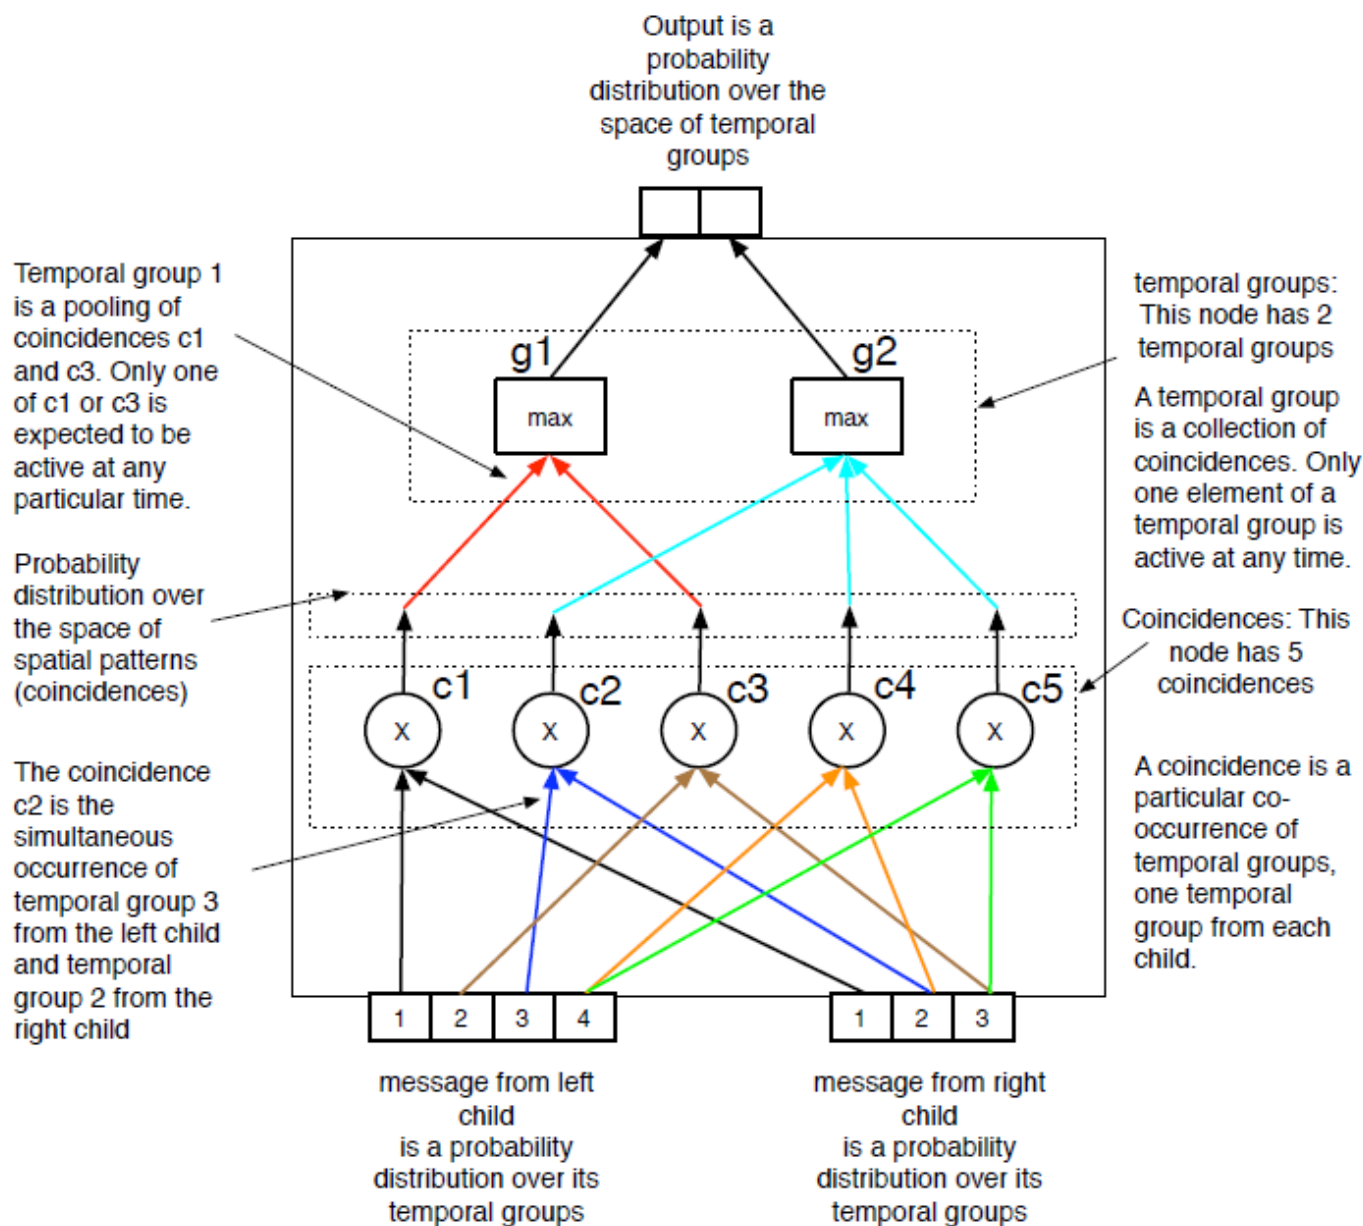 Output is a
probability
distribution over the
space of temporal
groups
Temporal group 1
is a pooling of
coincidences c1
and c3. Only one
of c1 or c3 is
expected to be
active at any
particular time.
temporal groups:
This node has 2
temporal groups
A temporal group
is a collection of
coincidences. Only
one element of a
temporal group is
active at any time.
g1
g2
max
max
Probability
distribution over
the space of
spatial patterns
(coincidences)
Coincidences: This
node has 5
coincidences
c1
c2
c3
c4
c5
X
X
X
X
X
The coincidence
c2 is the
simultaneous
occurrence of
temporal group 3
from the left child
and temporal
group 2 from the
right child
A coincidence is a
particular co-
occurrence of
temporal groups,
one temporal
group from each
child.
1 2 3 4
1 2 3
message from left
child
is a probability
distribution over its
temporal groups
message from right
child
is a probability
distribution over its
temporal groups